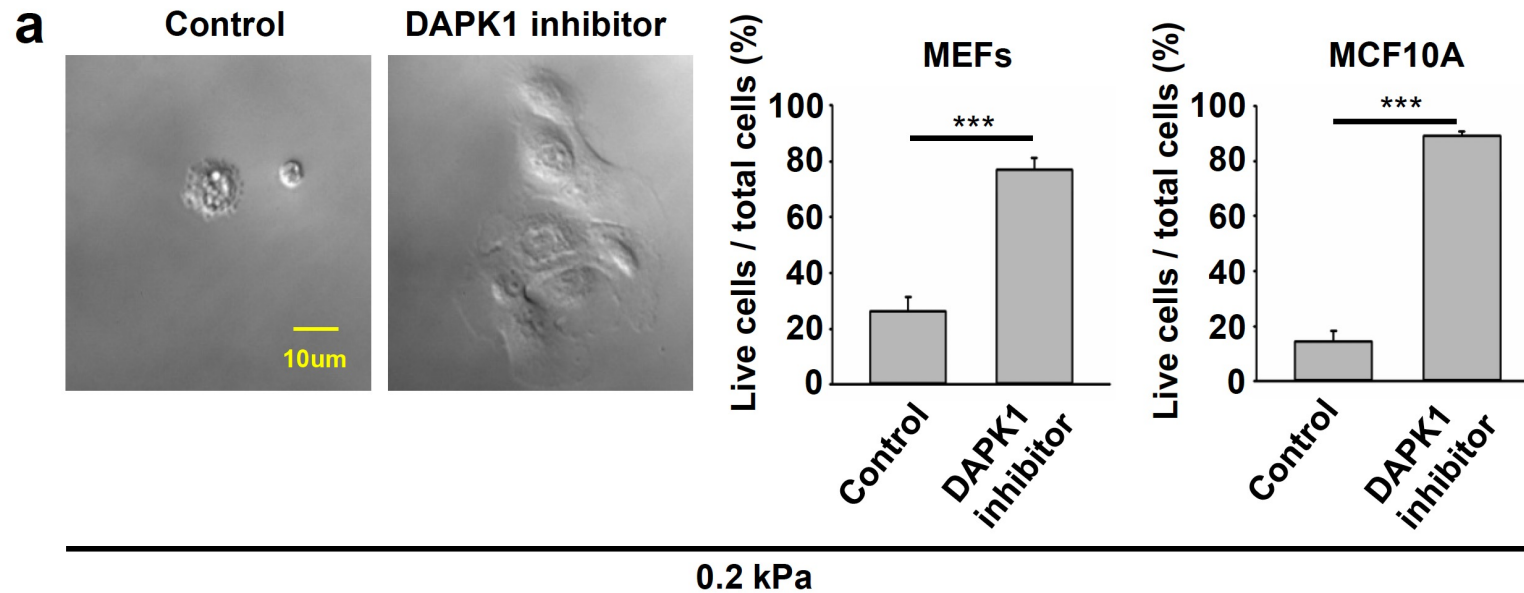 a
Control
DAPK1 inhibitor
10um
Live cells / total cells (%)
MEFs
***
100
80
60
40
20
0
Control
DAPK1
inhibitor
Live cells / total cells (%)
MCF10A
***
100
80
60
40
20
0
Control
DAPK1
inhibitor
0.2 kPa